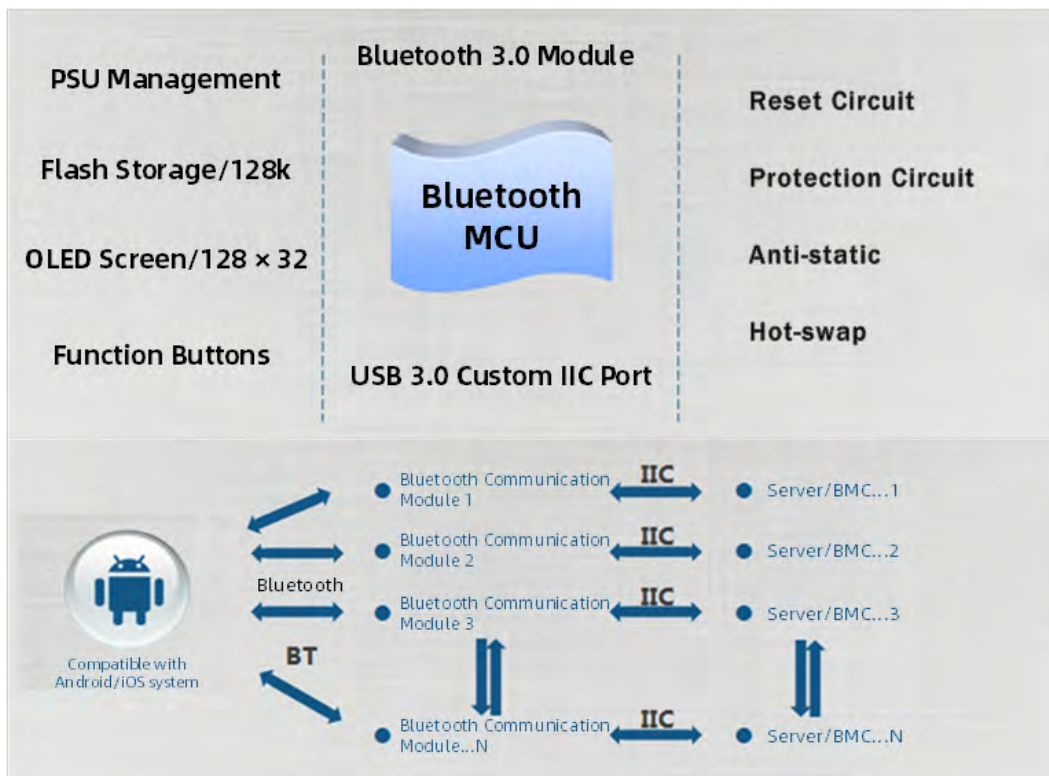 PSU Management
Flash Storage/128k
OLED Screen/128 × 32
Function Buttons
Bluetooth 3.0 Module
Bluetooth
MCU
USB 3.0 Custom IIC Port
Reset Circuit
Protection Circuit
Anti-static
Hot-swap
Compatible with
Android/iOS system
Bluetooth
BT
Bluetooth Communication
Module 1
IIC
Server/BMC...1
Bluetooth Communication
Module 2
IIC
Server/BMC...2
Bluetooth Communication
Module 3
IIC
Server/BMC...3
Bluetooth Communication
Module...N
IIC
Server/BMC...N